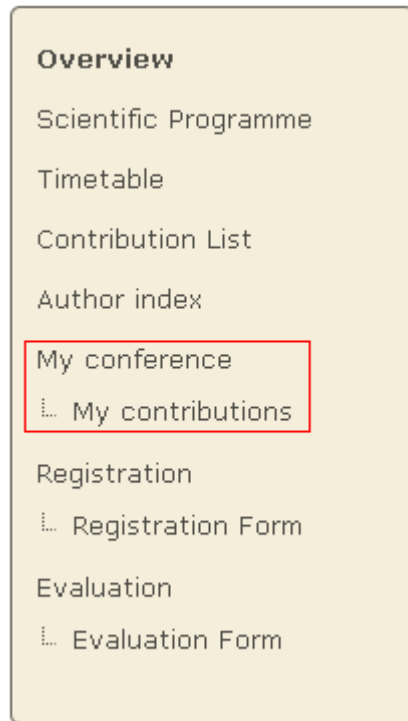 Overview
Scientific Programme
Timetable
Contribution List
Author index
My conference
My contributions
Registration
Registration Form
Evaluation
Evaluation Form